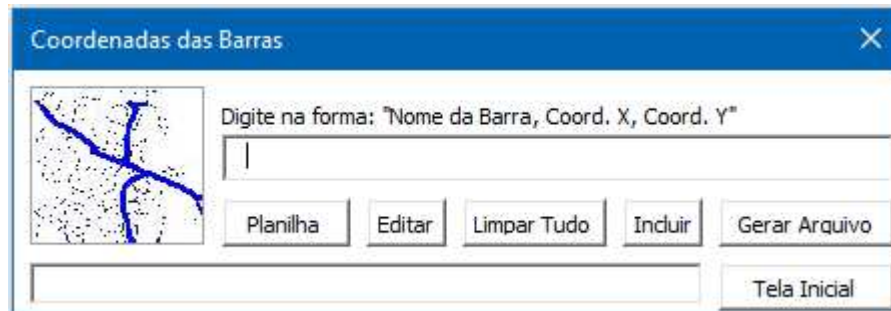 Coordenadas das Barras
Digite na forma: "Nome da Barra, Coord. X, Coord. Y"
Planilha Editar Limpar Tudo Incluir Gerar Arquivo
Tela Inicial